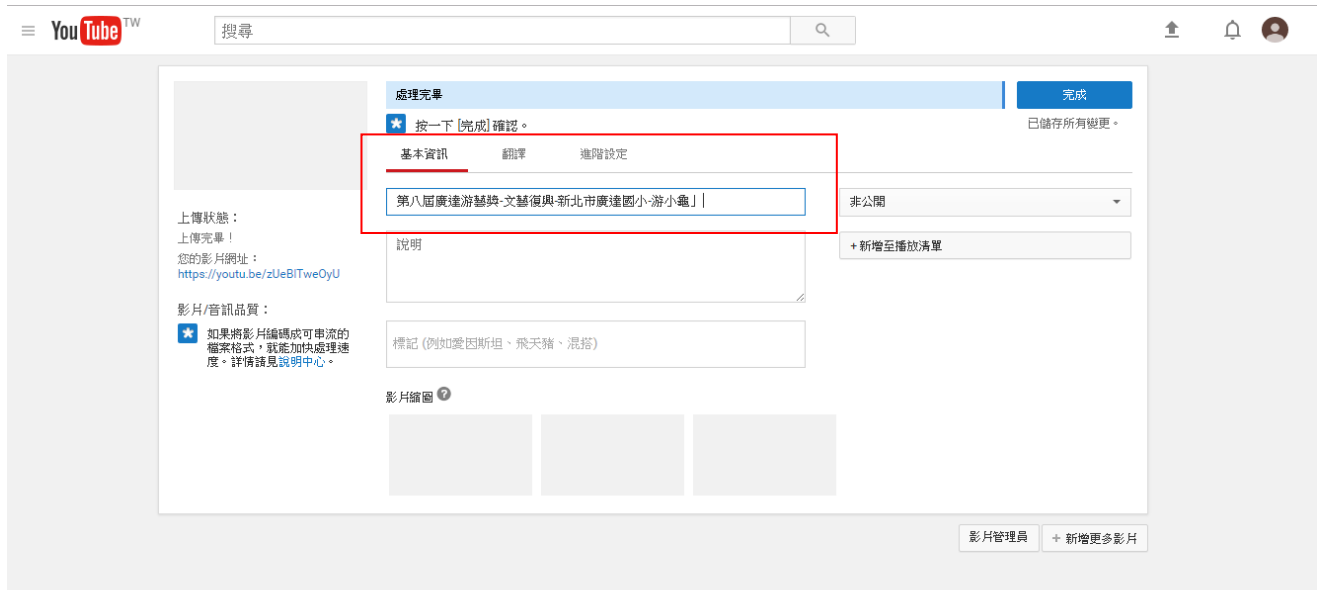 YouTube TW
搜尋
處理完畢
完成
按一下 [完成] 確認。
已儲存所有變更。
基本資訊 翻譯 進階設定
第八屆廣達游藝獎-文藝復興-新北市廣達國小-游小龜」
非公開
說明
+新增至播放清單
上傳狀態：
上傳完畢！
您的影片網址：
https://youtu.be/zUeBITweOyU
影片/音訊品質：
如果將影片編碼成可串流的
檔案格式，就能加快處理速
度。詳情請見說明中心。
標記 (例如愛因斯坦、飛天豬、混搭)
影片縮圖 ?
影片管理員
+ 新增更多影片